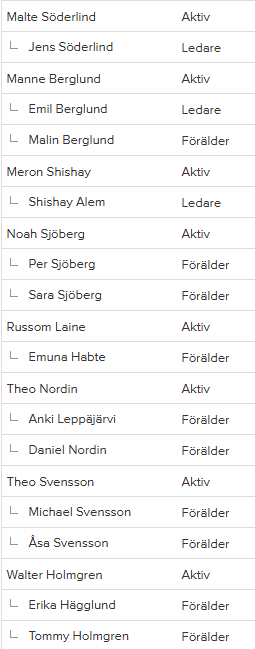 Malte Söderlind Aktiv
Jens Söderlind Ledare
Manne Berglund Aktiv
Emil Berglund Ledare
Malin Berglund Förälder
Meron Shishay Aktiv
Shishay Alem Ledare
Noah Sjöberg Aktiv
Per Sjöberg Förälder
Sara Sjöberg Förälder
Russom Laine Aktiv
Emuna Habte Förälder
Theo Nordin Aktiv
Anki Leppäjärvi Förälder
Daniel Nordin Förälder
Theo Svensson Aktiv
Michael Svensson Förälder
Åsa Svensson Förälder
Walter Holmgren Aktiv
Erika Hägglund Förälder
Tommy Holmgren Förälder